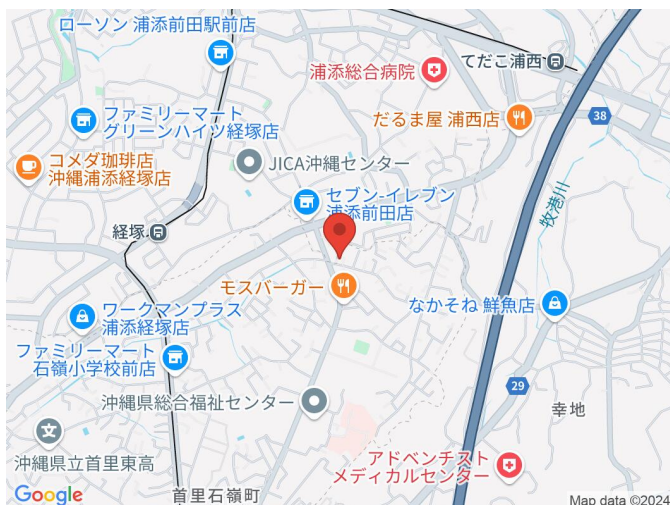 ローソン 浦添前田駅前店
てだこ浦西
浦添総合病院
38
ファミリーマート
グリーンハイツ経塚店
だるま屋 浦西店
コメダ珈琲店
沖縄浦添経塚店
JICA沖縄センター
セブン-イレブン
浦添前田店
牧港川
経塚
モスバーガー
なかそね 鮮魚店
ワークマンプラス
浦添経塚店
ファミリーマート
石嶺小学校前店
29
沖縄県総合福祉センター
幸地
沖縄県立首里東高
アドベンチスト
メディカルセンター
首里石嶺町
Google
Map data ©2024